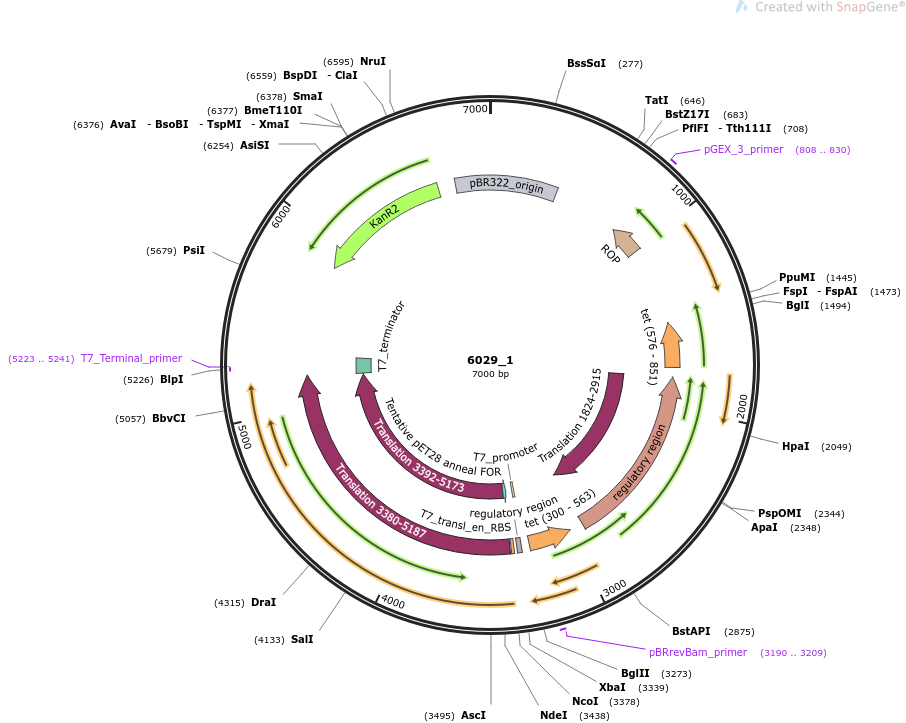 Created with SnapGene®
(6595) NruI
(6559) BspDI - ClaI
(6378) SmaI
(6377) BmeT110I
(6376) AvaI - BsoBI - TspMI - XmaI
(6254) AsiSI
BssSαI (277)
TatI (646)
BstZ17I (683)
PflFI - Tth111I (708)
pGEX_3_primer (808 .. 830)
7000
1000
2000
3000
4000
5000
6000
pBR322_origin
KanR2
ROP
(5679) PsiI
PpuMI (1445)
FspI - FspAI (1473)
BglI (1494)
(5223 .. 5241) T7_Terminal_primer
(5226) BlpI
(5057) BbvCI
T7_terminator
6029_1
7000 bp
tet (576 - 851)
Translation 1824-2915
regulatory region
Tentative pET28 anneal FOR
Translation 3392-5173
T7_promoter
Translation 3380-5187
regulatory region
T7_transl_en_RBS
tet (300 - 563)
HpaI (2049)
PspOMI (2344)
ApaI (2348)
(4315) DraI
(4133) SalI
BstAPI (2875)
pBRrevBam_primer (3190 .. 3209)
BglII (3273)
XbaI (3339)
NcoI (3378)
NdeI (3438)
(3495) AscI